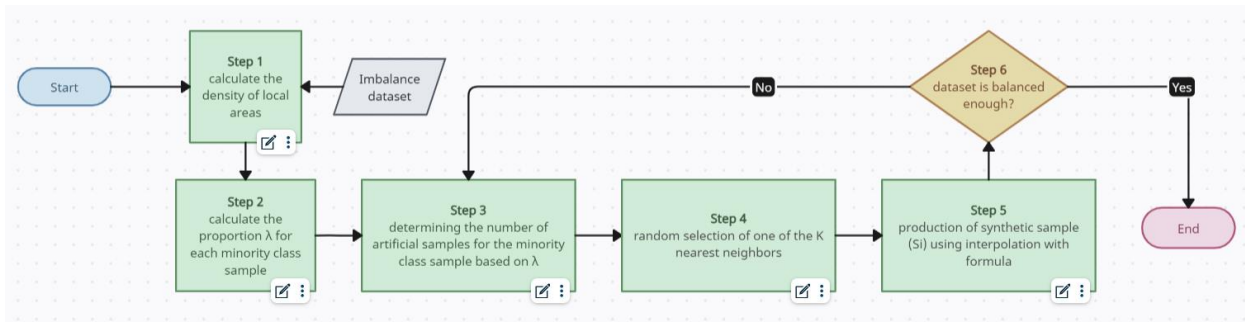 Start
Step 1
calculate the
density of local
areas
Imbalance
dataset
No
Step 6
dataset is balanced
enough?
Yes
Step 2
calculate the
proportion λ for
each minority class
sample
Step 3
determining the number of
artificial samples for the minority
class sample based on λ
Step 4
random selection of one of the K
nearest neighbors
Step 5
production of synthetic sample
(Si) using interpolation with
formula
End